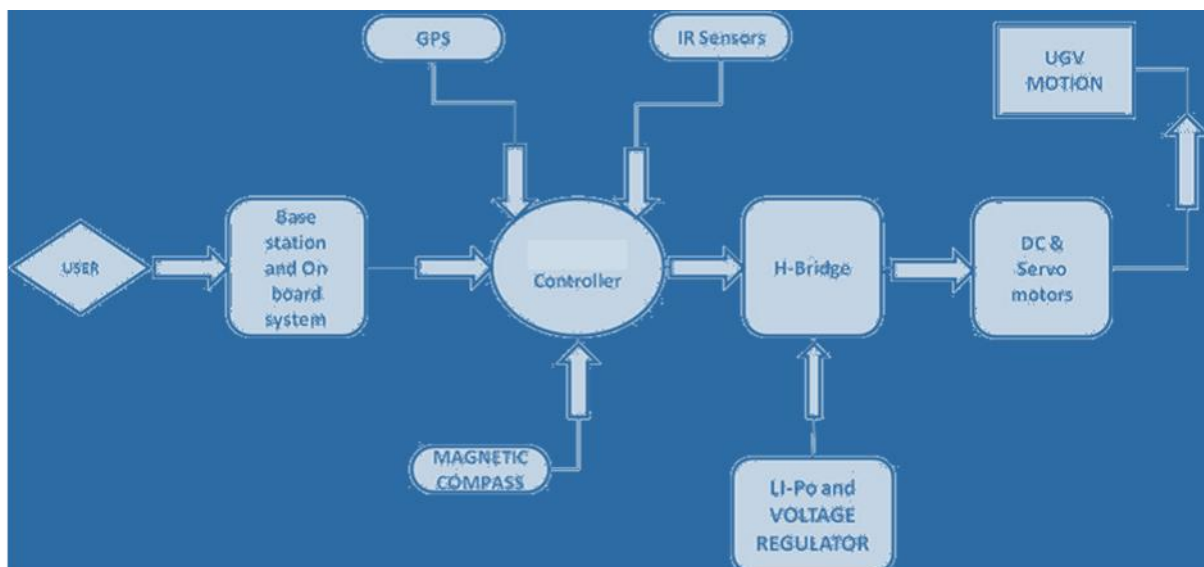 GPS
IR Sensors
UGV
MOTION
USER
Base
station
and On
board
system
Controller
H-Bridge
DC &
Servo
motors
MAGNETIC
COMPASS
LI-Po and
VOLTAGE
REGULATOR